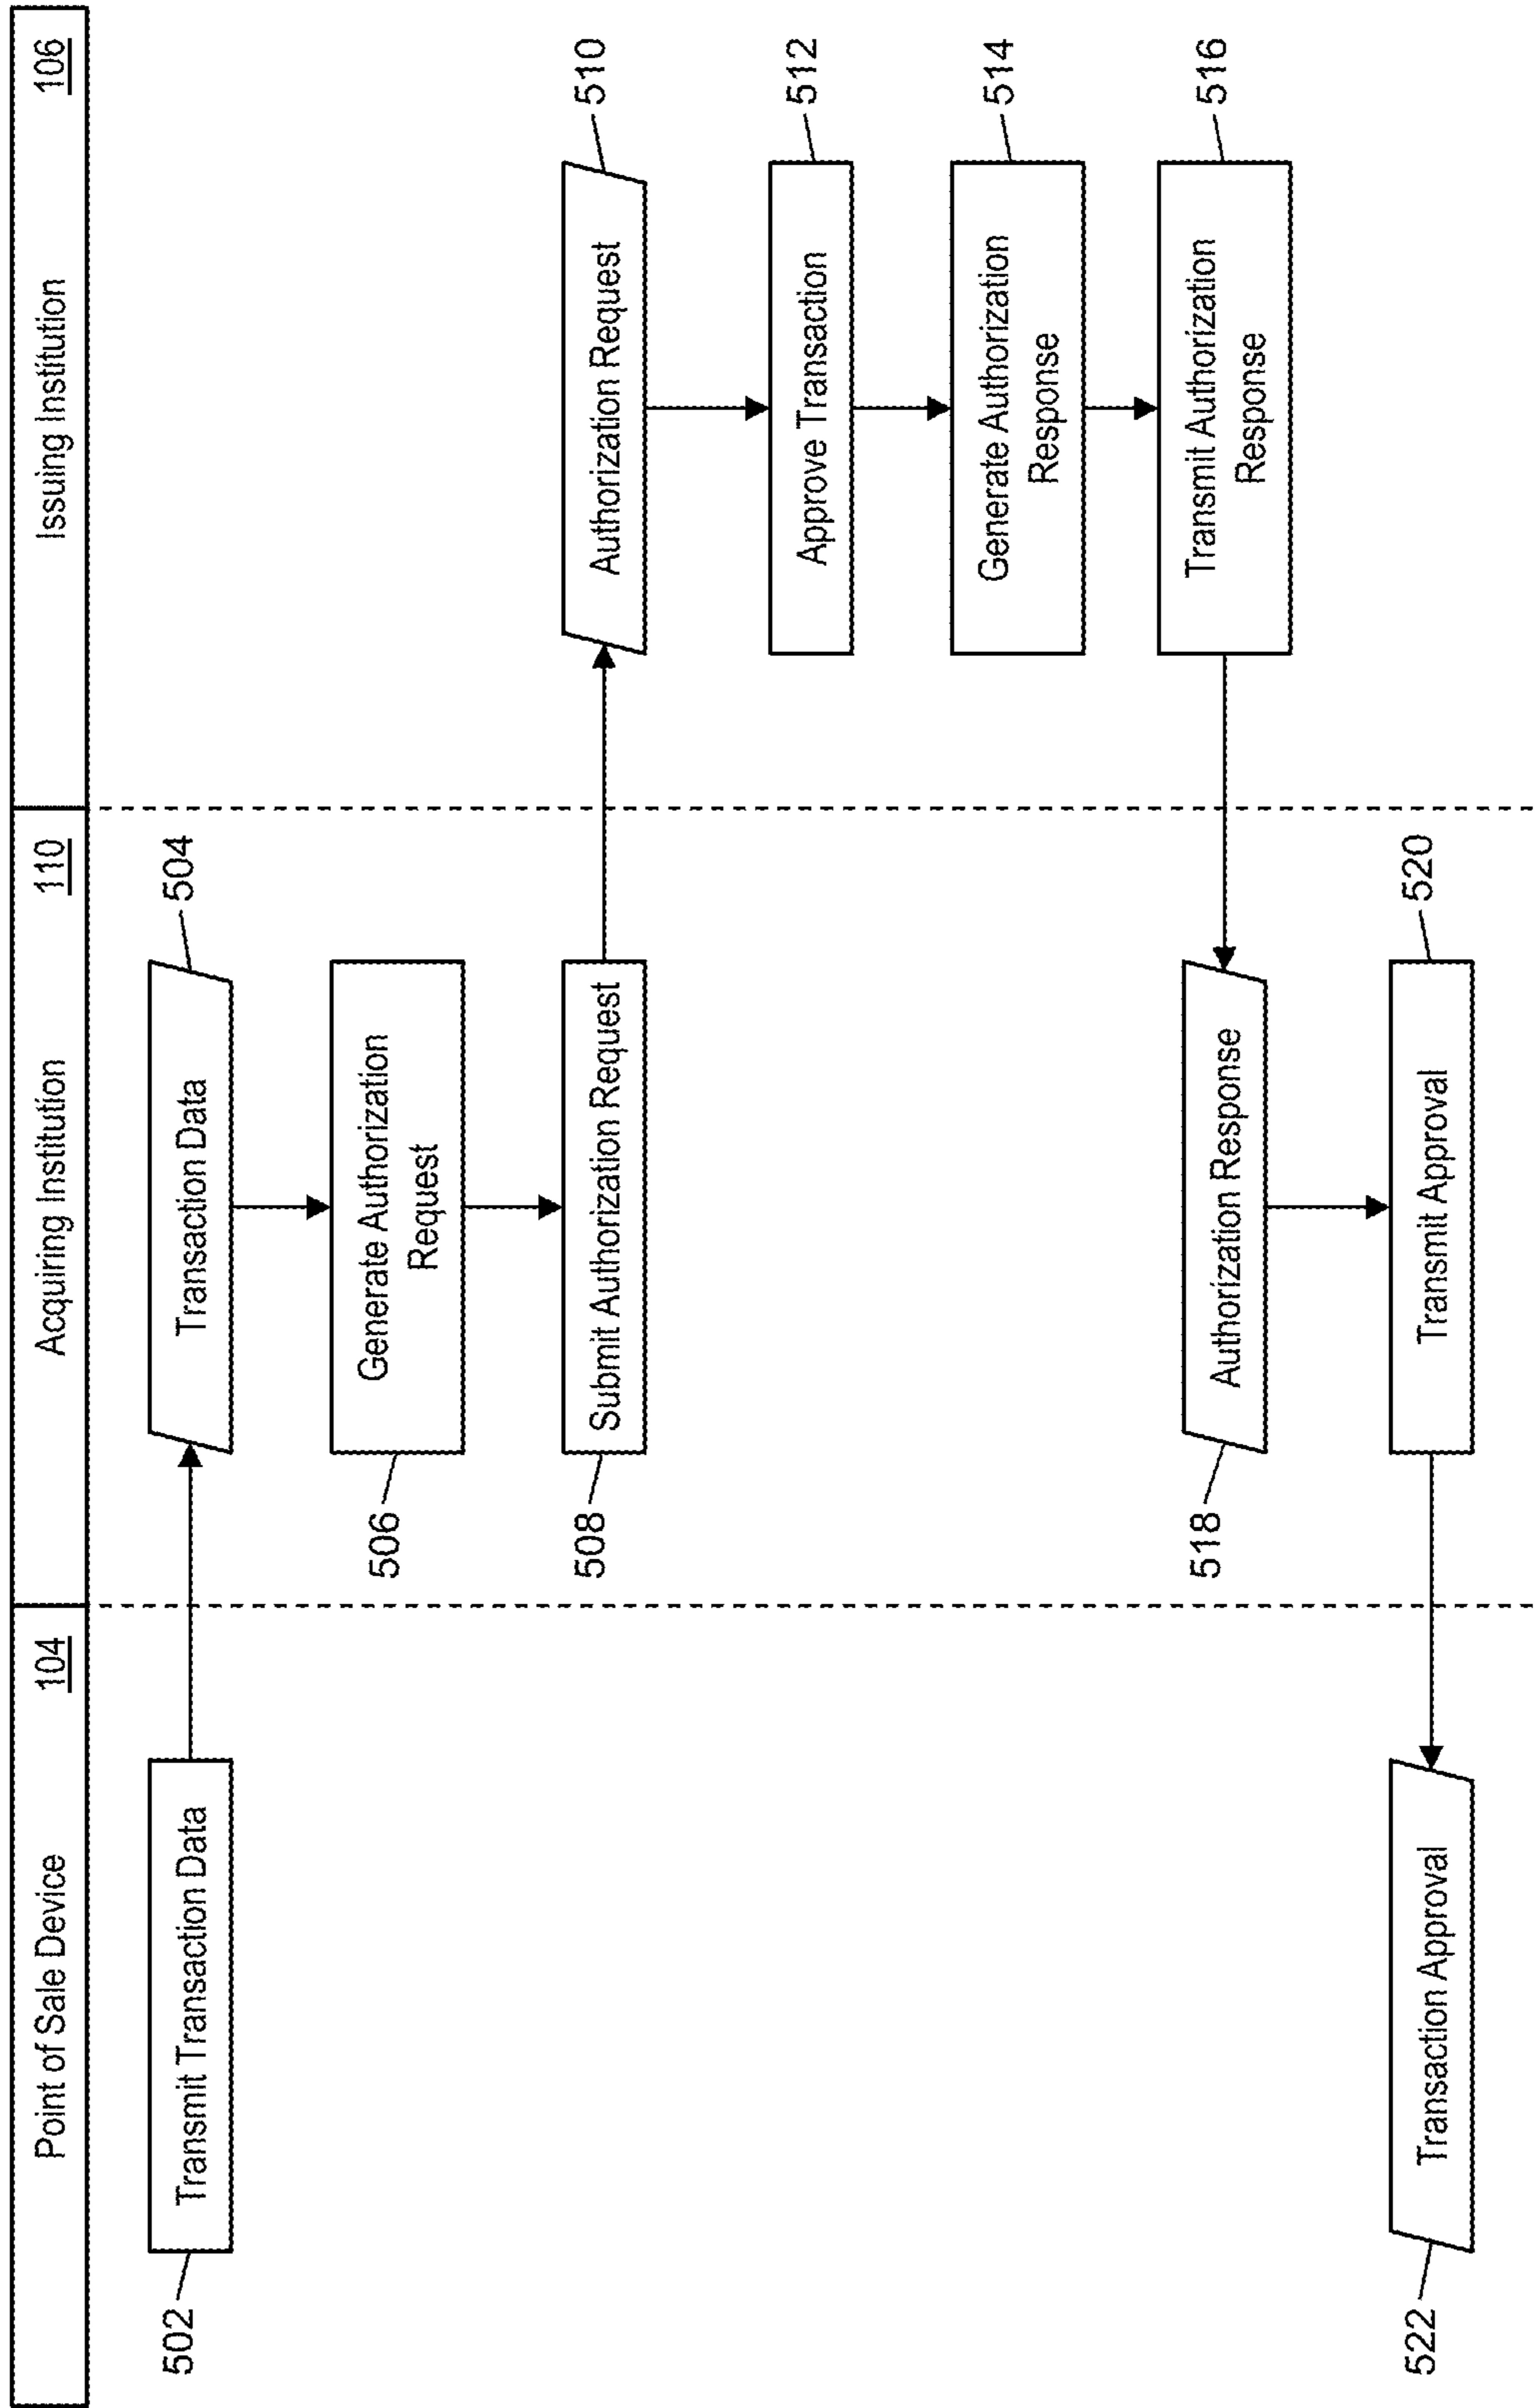 Point of Sale Device 104
Acquiring Institution 110
Issuing Institution 106
502
Transmit Transaction Data
Transaction Data
504
506
Generate Authorization
Request
508
Submit Authorization Request
Authorization Request
510
Approve Transaction
512
Generate Authorization
Response
514
Transmit Authorization
Response
516
518
Authorization Response
Transmit Approval
520
522
Transaction Approval